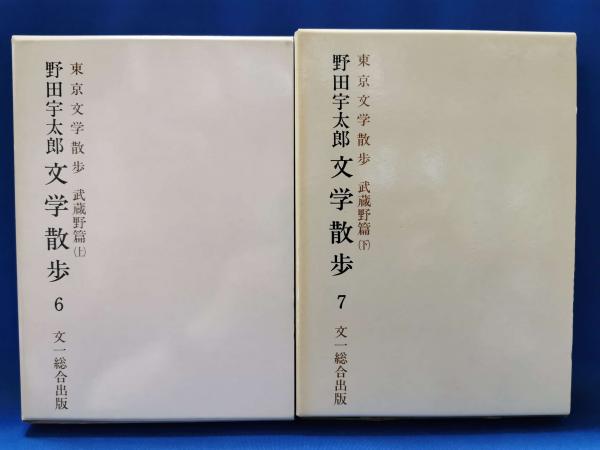 東京文学散歩 武蔵野篇(上)
野田宇太郎 文学散歩 6 文一総合出版
東京文学散歩 武蔵野篇(下)
野田宇太郎 文学散歩 7 文一総合出版